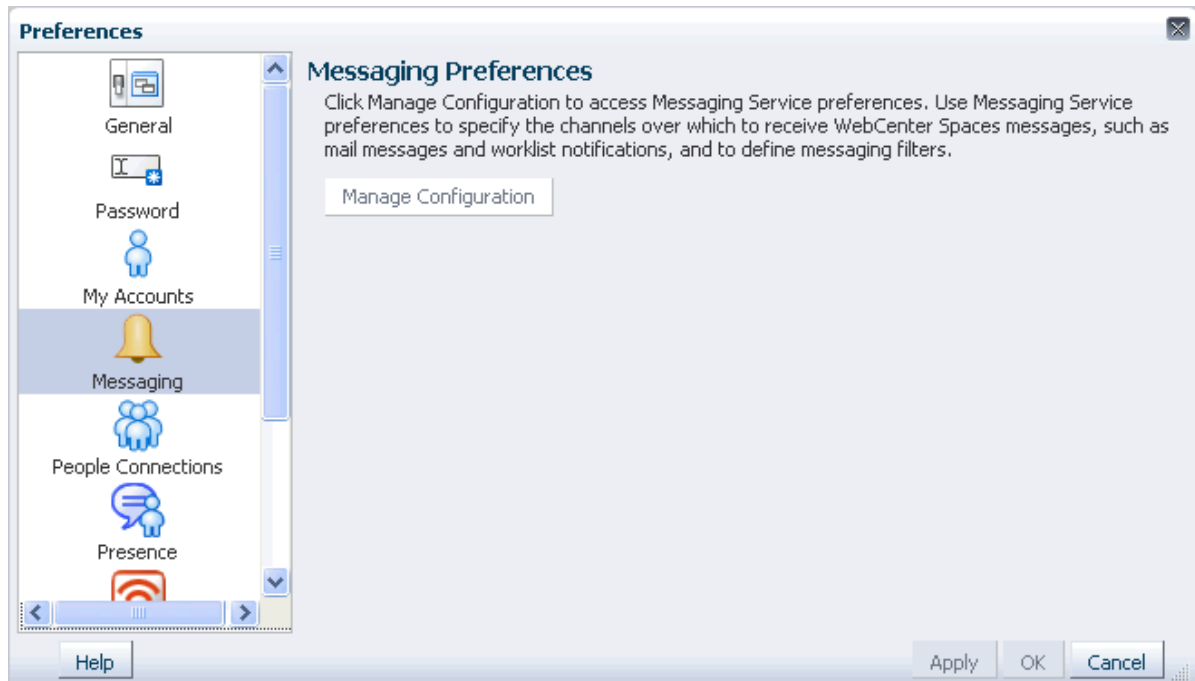 Preferences
General
Password
My Accounts
Messaging
People Connections
Presence
Messaging Preferences
Click Manage Configuration to access Messaging Service preferences. Use Messaging Service
preferences to specify the channels over which to receive WebCenter Spaces messages, such as
mail messages and worklist notifications, and to define messaging filters.
Manage Configuration
Help
Apply
OK
Cancel